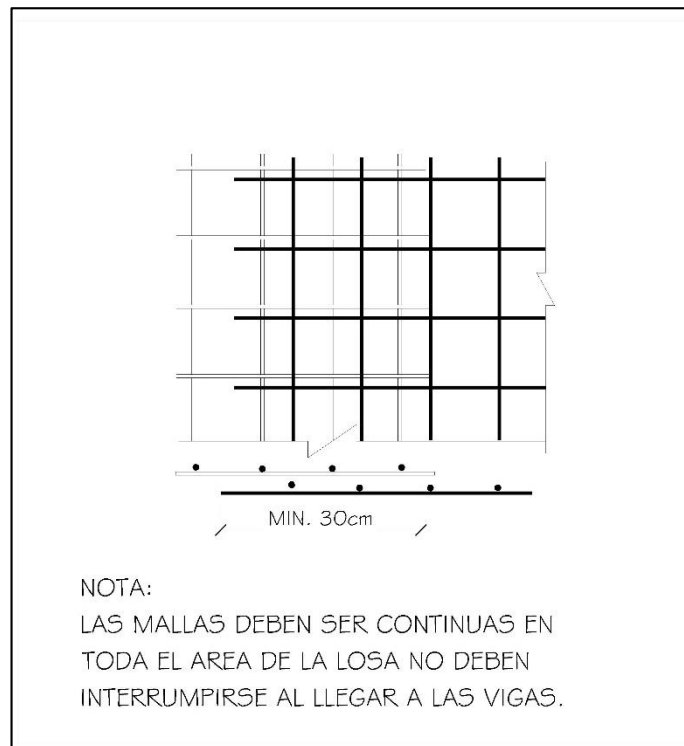 MIN. 30cm
NOTA:
LAS MALLAS DEBEN SER CONTINUAS EN
TODA EL AREA DE LA LOSA NO DEBEN
INTERRUMPIRSE AL LLEGAR A LAS VIGAS.